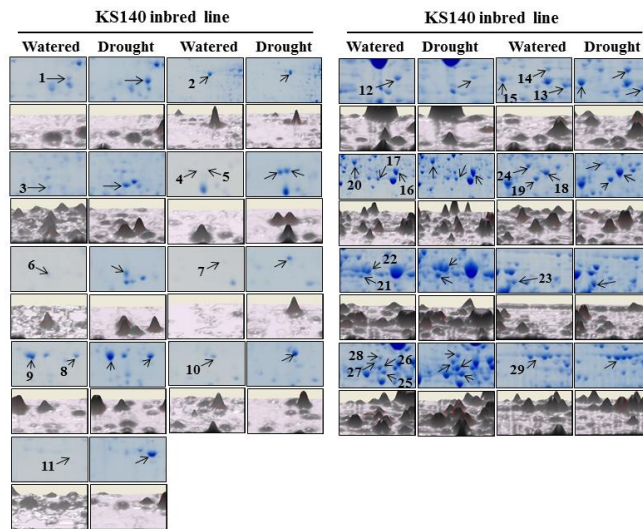 KS140 inbred line
Watered Drought Watered Drought
1 2
3 4 5
6 7
9 8 10
11
KS140 inbred line
Watered Drought Watered Drought
12 14 15 13
20 17 16 24 19 18
22 21 23
28 26 27 25 29